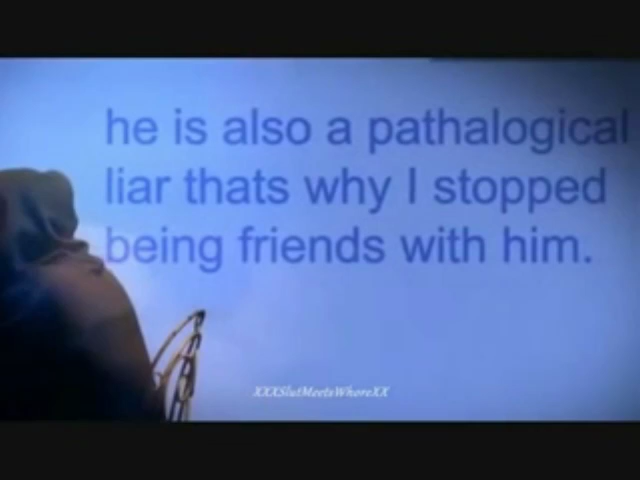 he is also a pathalogical
liar thats why I stopped
being friends with him.
XXXSlutMeetsWhoreXX